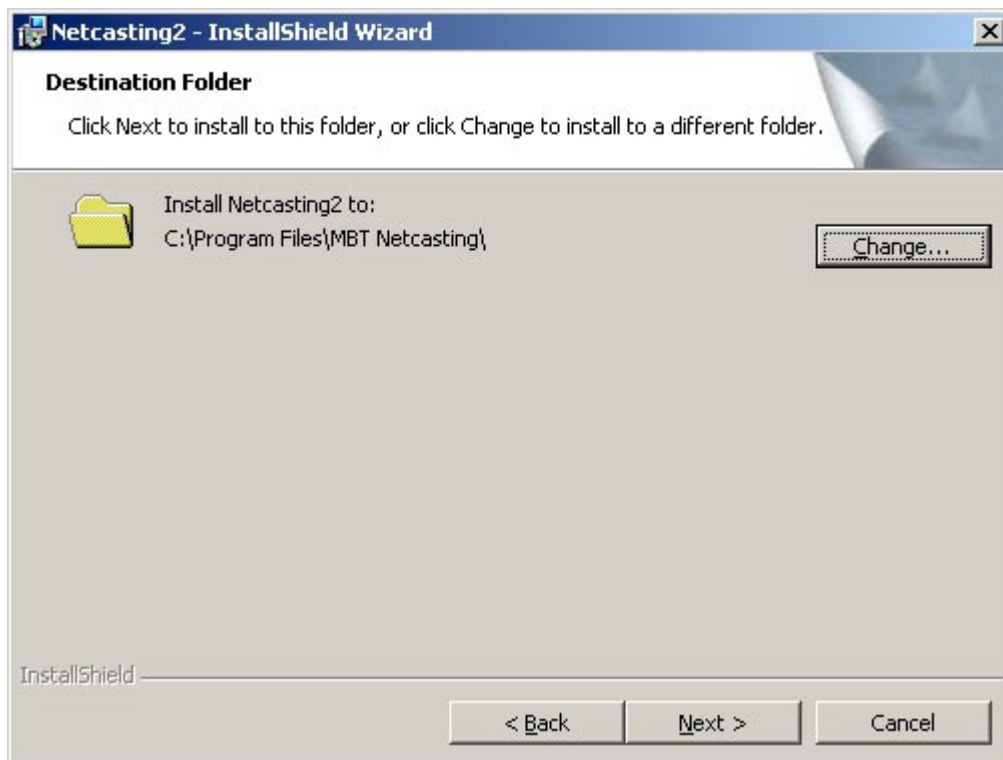 Netcasting2 - InstallShield Wizard
Destination Folder
Click Next to install to this folder, or click Change to install to a different folder.
Install Netcasting2 to:
C:\Program Files\MBT Netcasting\
Change...
InstallShield
< Back
Next >
Cancel